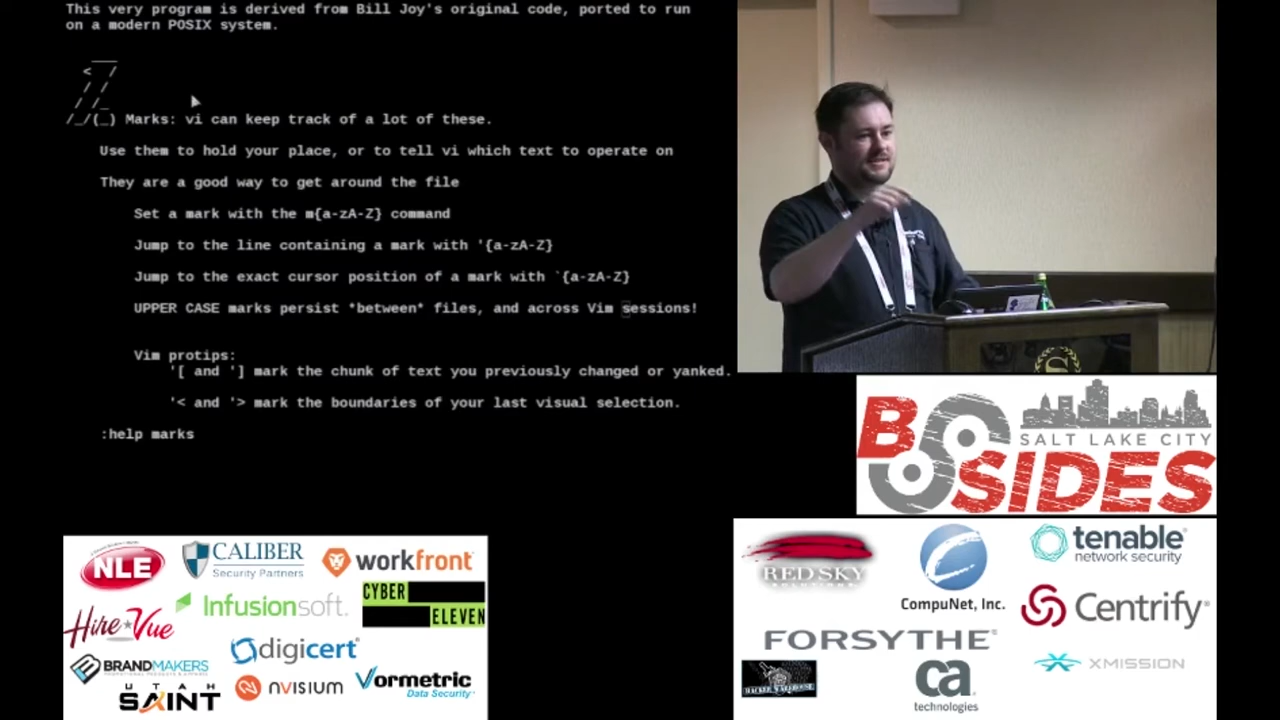 This very program is derived from Bill Joy's original code, ported to run
on a modern POSIX system.
Marks: vi can keep track of a lot of these.
Use them to hold your place, or to tell vi which text to operate on
They are a good way to get around the file
Set a mark with the m{a-zA-Z} command
Jump to the line containing a mark with '{a-zA-Z}
Jump to the exact cursor position of a mark with `{a-zA-Z}
UPPER CASE marks persist *between* files, and across Vim sessions!
Vim protips:
'[ and '] mark the chunk of text you previously changed or yanked.
'< and '> mark the boundaries of your last visual selection.
:help marks
S
BSIDES
SALT LAKE CITY
NLE
CALIBER
Security Partners
workfront
HireVue
Infusionsoft.
CYBER
ELEVEN
BRANDMAKERS
digicert
UTAH
SAINT
nVISIUM
Vormetric
Data Security
RED SKY
SOLUTIONS
CompuNet, Inc.
tenable
network security
Centrify
FORSYTHE
HACKER WAREHOUSE
ca
technologies
XMISSION